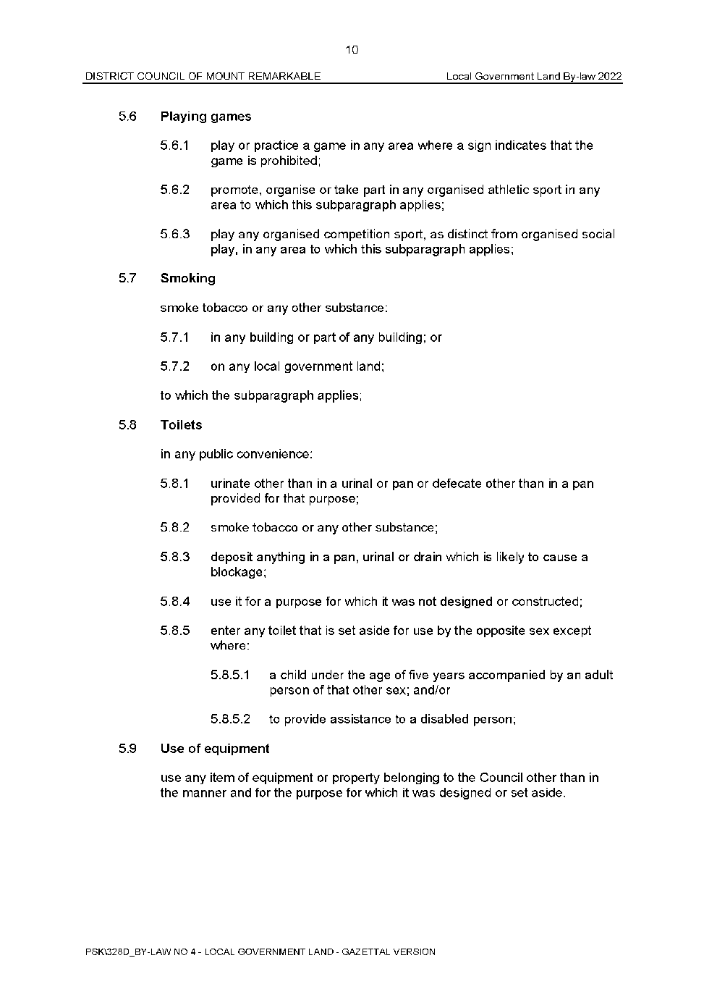 10
DISTRICT COUNCIL OF MOUNT REMARKABLE Local Government Land By-law 2022
5.6 Playing games
5.6.1 play or practice a game in any area where a sign indicates that the
game is prohibited;
5.6.2 promote, organise or take part in any organised athletic sport in any
area to which this subparagraph applies;
5.6.3 play any organised competition sport, as distinct from organised social
play, in any area to which this subparagraph applies;
5.7 Smoking
smoke tobacco or any other substance:
5.7.1 in any building or part of any building; or
5.7.2 on any local government land;
to which the subparagraph applies;
5.8 Toilets
in any public convenience:
5.8.1 urinate other than in a urinal or pan or defecate other than in a pan
provided for that purpose;
5.8.2 smoke tobacco or any other substance;
5.8.3 deposit anything in a pan, urinal or drain which is likely to cause a
blockage;
5.8.4 use it for a purpose for which it was not designed or constructed;
5.8.5 enter any toilet that is set aside for use by the opposite sex except
where:
5.8.5.1 a child under the age of five years accompanied by an adult
person of that other sex; and/or
5.8.5.2 to provide assistance to a disabled person;
5.9 Use of equipment
use any item of equipment or property belonging to the Council other than in
the manner and for the purpose for which it was designed or set aside.
PSK\328D_BY-LAW NO 4 - LOCAL GOVERNMENT LAND - GAZETTAL VERSION